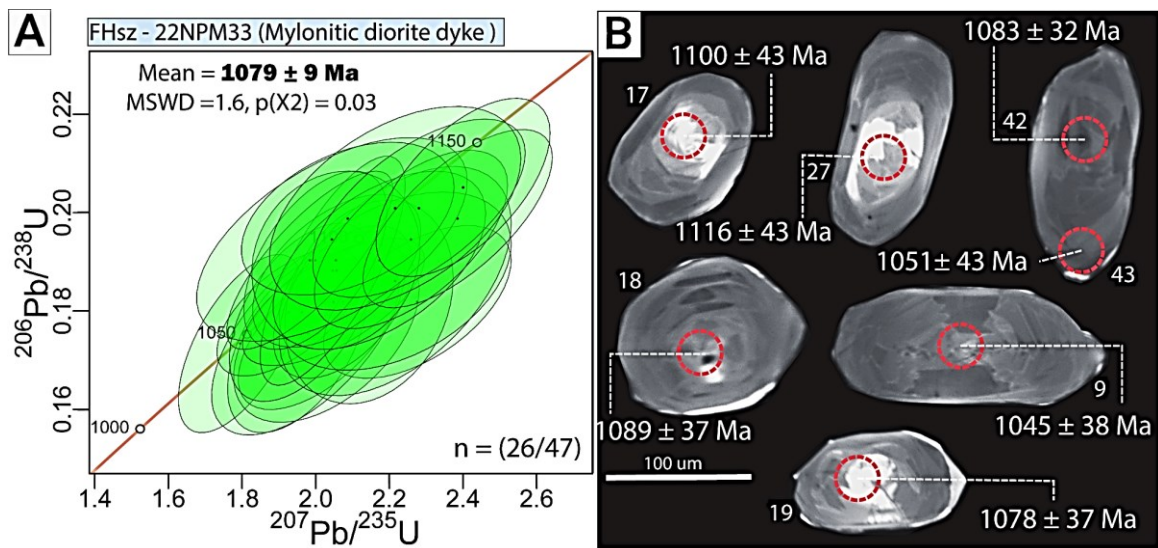 A
FHsz - 22NPM33 (Mylonitic diorite dyke )
Mean = 1079 ± 9 Ma
MSWD =1.6, p(X2) = 0.03
206Pb/238U
0.22
0.20
0.18
0.16
1150
1050
1000
n = (26/47)
1.4 1.6 1.8 2.0 2.2 2.4 2.6
207Pb/235U
B
1100 ± 43 Ma
1083 ± 32 Ma
17
42
27
1116 ± 43 Ma
1051± 43 Ma
43
18
9
1089 ± 37 Ma
1045 ± 38 Ma
100 um
19
1078 ± 37 Ma